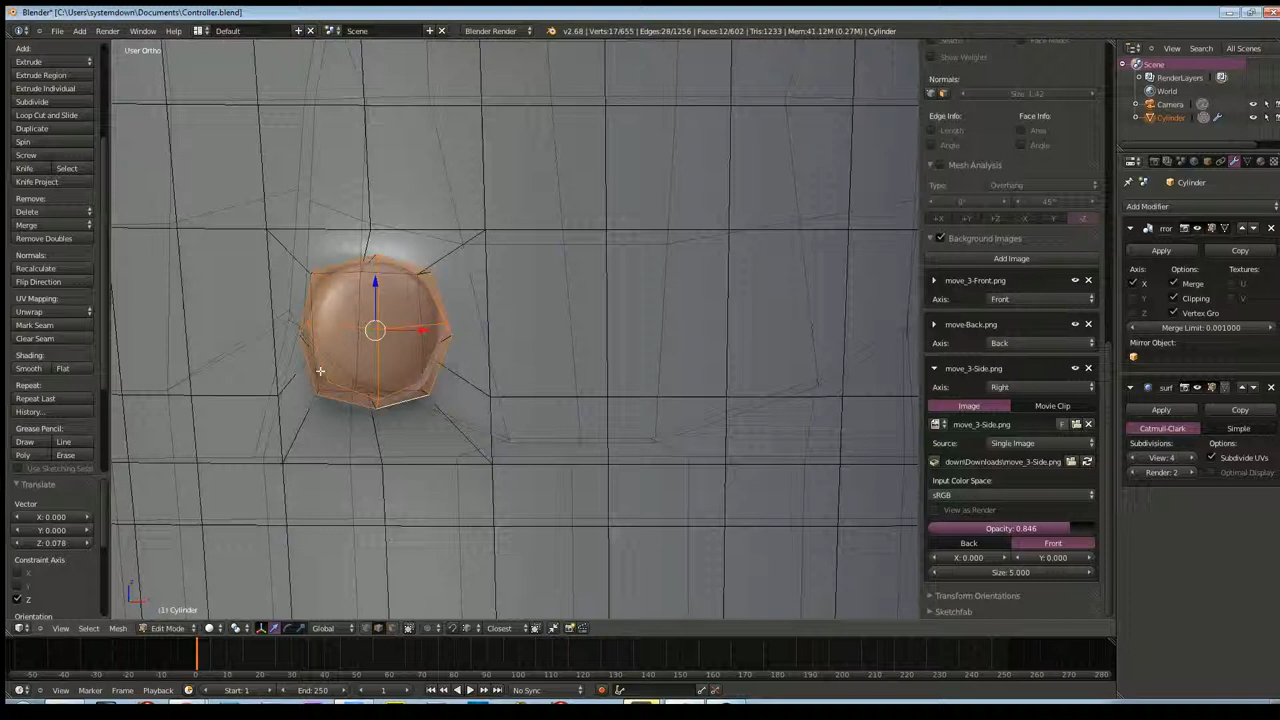 Blender* [C:\Users\systemdown\Documents\Controller.blend]
File Add Render Window Help Default Scene Blender Render v2.68 | Verts:17/655 | Edges:28/1256 | Faces:12/602 | Tris:1233 | Mem:41.12M (0.27M) | Cylinder
Add:
Extrude
Extrude Region
Extrude Individual
Subdivide
Loop Cut and Slide
Duplicate
Spin
Screw
Knife Select
Knife Project
Remove:
Delete
Merge
Remove Doubles
Normals:
Recalculate
Flip Direction
UV Mapping:
Unwrap
Mark Seam
Clear Seam
Shading:
Smooth Flat
Repeat:
Repeat Last
History...
Grease Pencil:
Draw Line
Poly Erase
Use Sketching Sessi
Translate
Vector
X: 0.000
Y: 0.000
Z: 0.078
Constraint Axis
X
Y
Z
Orientation
User Ortho
(1) Cylinder
View Select Mesh Edit Mode Global Closest
Show Weights
Normals:
Size: 1.42
Edge Info: Face Info:
Length Area
Angle Angle
Mesh Analysis
Type: Overhang
0° 45°
+X +Y +Z -X -Y -Z
Background Images
Add Image
move_3-Front.png
Axis: Front
move-Back.png
Axis: Back
move_3-Side.png
Axis: Right
Image Movie Clip
move_3-Side.png F
Source: Single Image
down\Downloads\move_3-Side.png
Input Color Space:
sRGB
View as Render
Opacity: 0.846
Back Front
X: 0.000 Y: 0.000
Size: 5.000
Transform Orientations
Sketchfab
View Search All Scenes
Scene
RenderLayers
World
Camera
Cylinder
Cylinder
Add Modifier
rror
Apply Copy
Axis: Options: Textures:
X Merge U
Y Clipping V
Z Vertex Gro
Merge Limit: 0.001000
Mirror Object:
surf
Apply Copy
Catmull-Clark Simple
Subdivisions: Options:
View: 4 Subdivide UVs
Render: 2 Optimal Display
-50 -40 -30 -20 -10 0 10 20 30 40 50 60 70 80 90 100 110 120 130 140 150 160 170 180 190 200 210 220 230 240 250 260 270 280
View Marker Frame Playback Start: 1 End: 250 1 No Sync